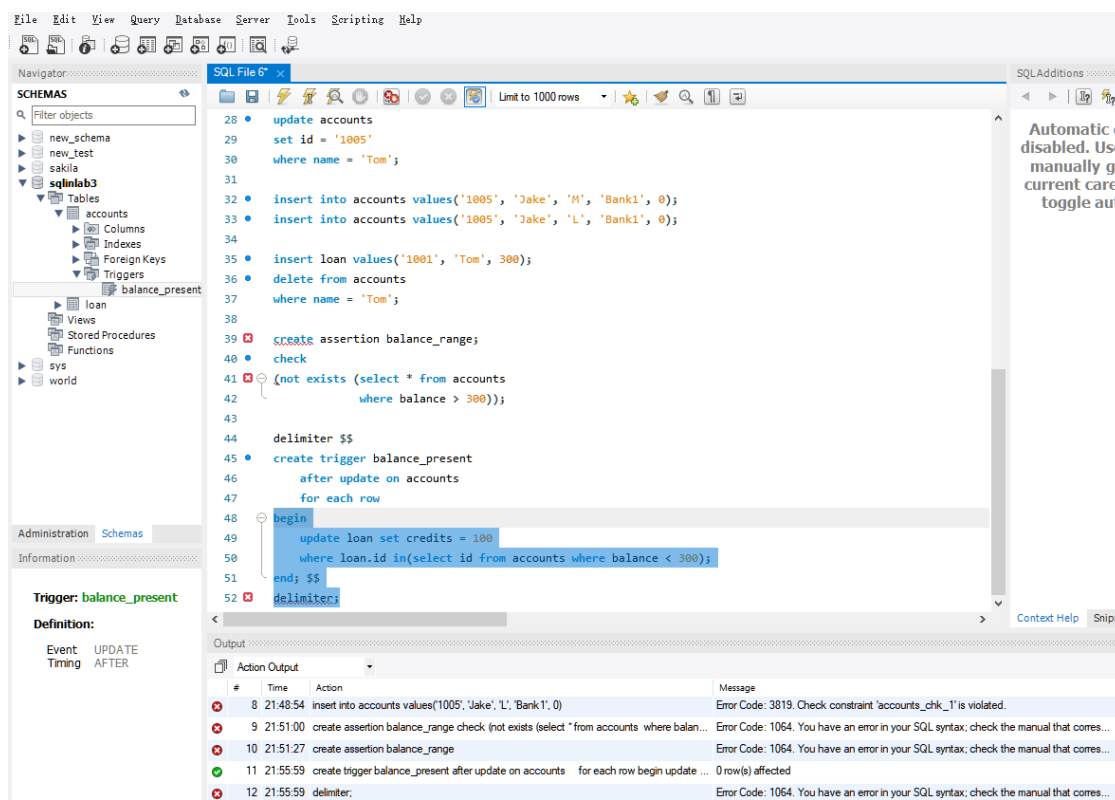 File Edit View Query Database Server Tools Scripting Help
Navigator
SCHEMAS
Filter objects
new_schema
new_test
sakila
sqlinlab3
Tables
accounts
Columns
Indexes
Foreign Keys
Triggers
balance_present
loan
Views
Stored Procedures
Functions
sys
world
Administration Schemas
Information
Trigger: balance_present
Definition:
Event UPDATE
Timing AFTER
SQL File 6*
Limit to 1000 rows
28 update accounts
29 set id = '1005'
30 where name = 'Tom';
31
32 insert into accounts values('1005', 'Jake', 'M', 'Bank1', 0);
33 insert into accounts values('1005', 'Jake', 'L', 'Bank1', 0);
34
35 insert loan values('1001', 'Tom', 300);
36 delete from accounts
37 where name = 'Tom';
38
39 create assertion balance_range;
40 check
41 (not exists (select * from accounts
42 where balance > 300));
43
44 delimiter $$
45 create trigger balance_present
46 after update on accounts
47 for each row
48 begin
49 update loan set credits = 100
50 where loan.id in(select id from accounts where balance < 300);
51 end; $$
52 delimiter;
SQLAdditions
Automatic
disabled. Us
manually g
current care
toggle au
Context Help Snip
Output
Action Output
# Time Action Message
8 21:48:54 insert into accounts values('1005', 'Jake', 'L', 'Bank1', 0) Error Code: 3819. Check constraint 'accounts_chk_1' is violated.
9 21:51:00 create assertion balance_range check (not exists (select * from accounts where balan... Error Code: 1064. You have an error in your SQL syntax; check the manual that corres...
10 21:51:27 create assertion balance_range Error Code: 1064. You have an error in your SQL syntax; check the manual that corres...
11 21:55:59 create trigger balance_present after update on accounts for each row begin update ... 0 row(s) affected
12 21:55:59 delimiter; Error Code: 1064. You have an error in your SQL syntax; check the manual that corres...